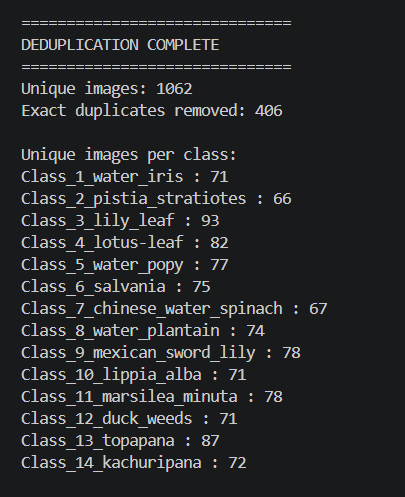 ==============================
DEDUPLICATION COMPLETE
==============================
Unique images: 1062
Exact duplicates removed: 406

Unique images per class:
Class_1_water_iris : 71
Class_2_pistia_stratiotes : 66
Class_3_lily_leaf : 93
Class_4_lotus-leaf : 82
Class_5_water_popy : 77
Class_6_salvania : 75
Class_7_chinese_water_spinach : 67
Class_8_water_plantain : 74
Class_9_mexican_sword_lily : 78
Class_10_lippia_alba : 71
Class_11_marsilea_minuta : 78
Class_12_duck_weeds : 71
Class_13_topapana : 87
Class_14_kachuripana : 72